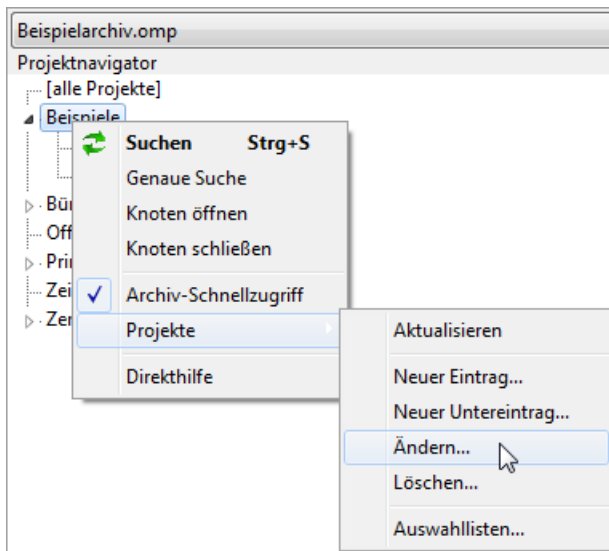 Beispielarchiv.omp
Projektnavigator
[alle Projekte]
Beispiele
Suchen Strg+S
Genaue Suche
Knoten öffnen
Knoten schließen
Archiv-Schnellzugriff
Projekte
Direkthilfe
Aktualisieren
Neuer Eintrag...
Neuer Untereintrag...
Ändern...
Löschen...
Auswahllisten...